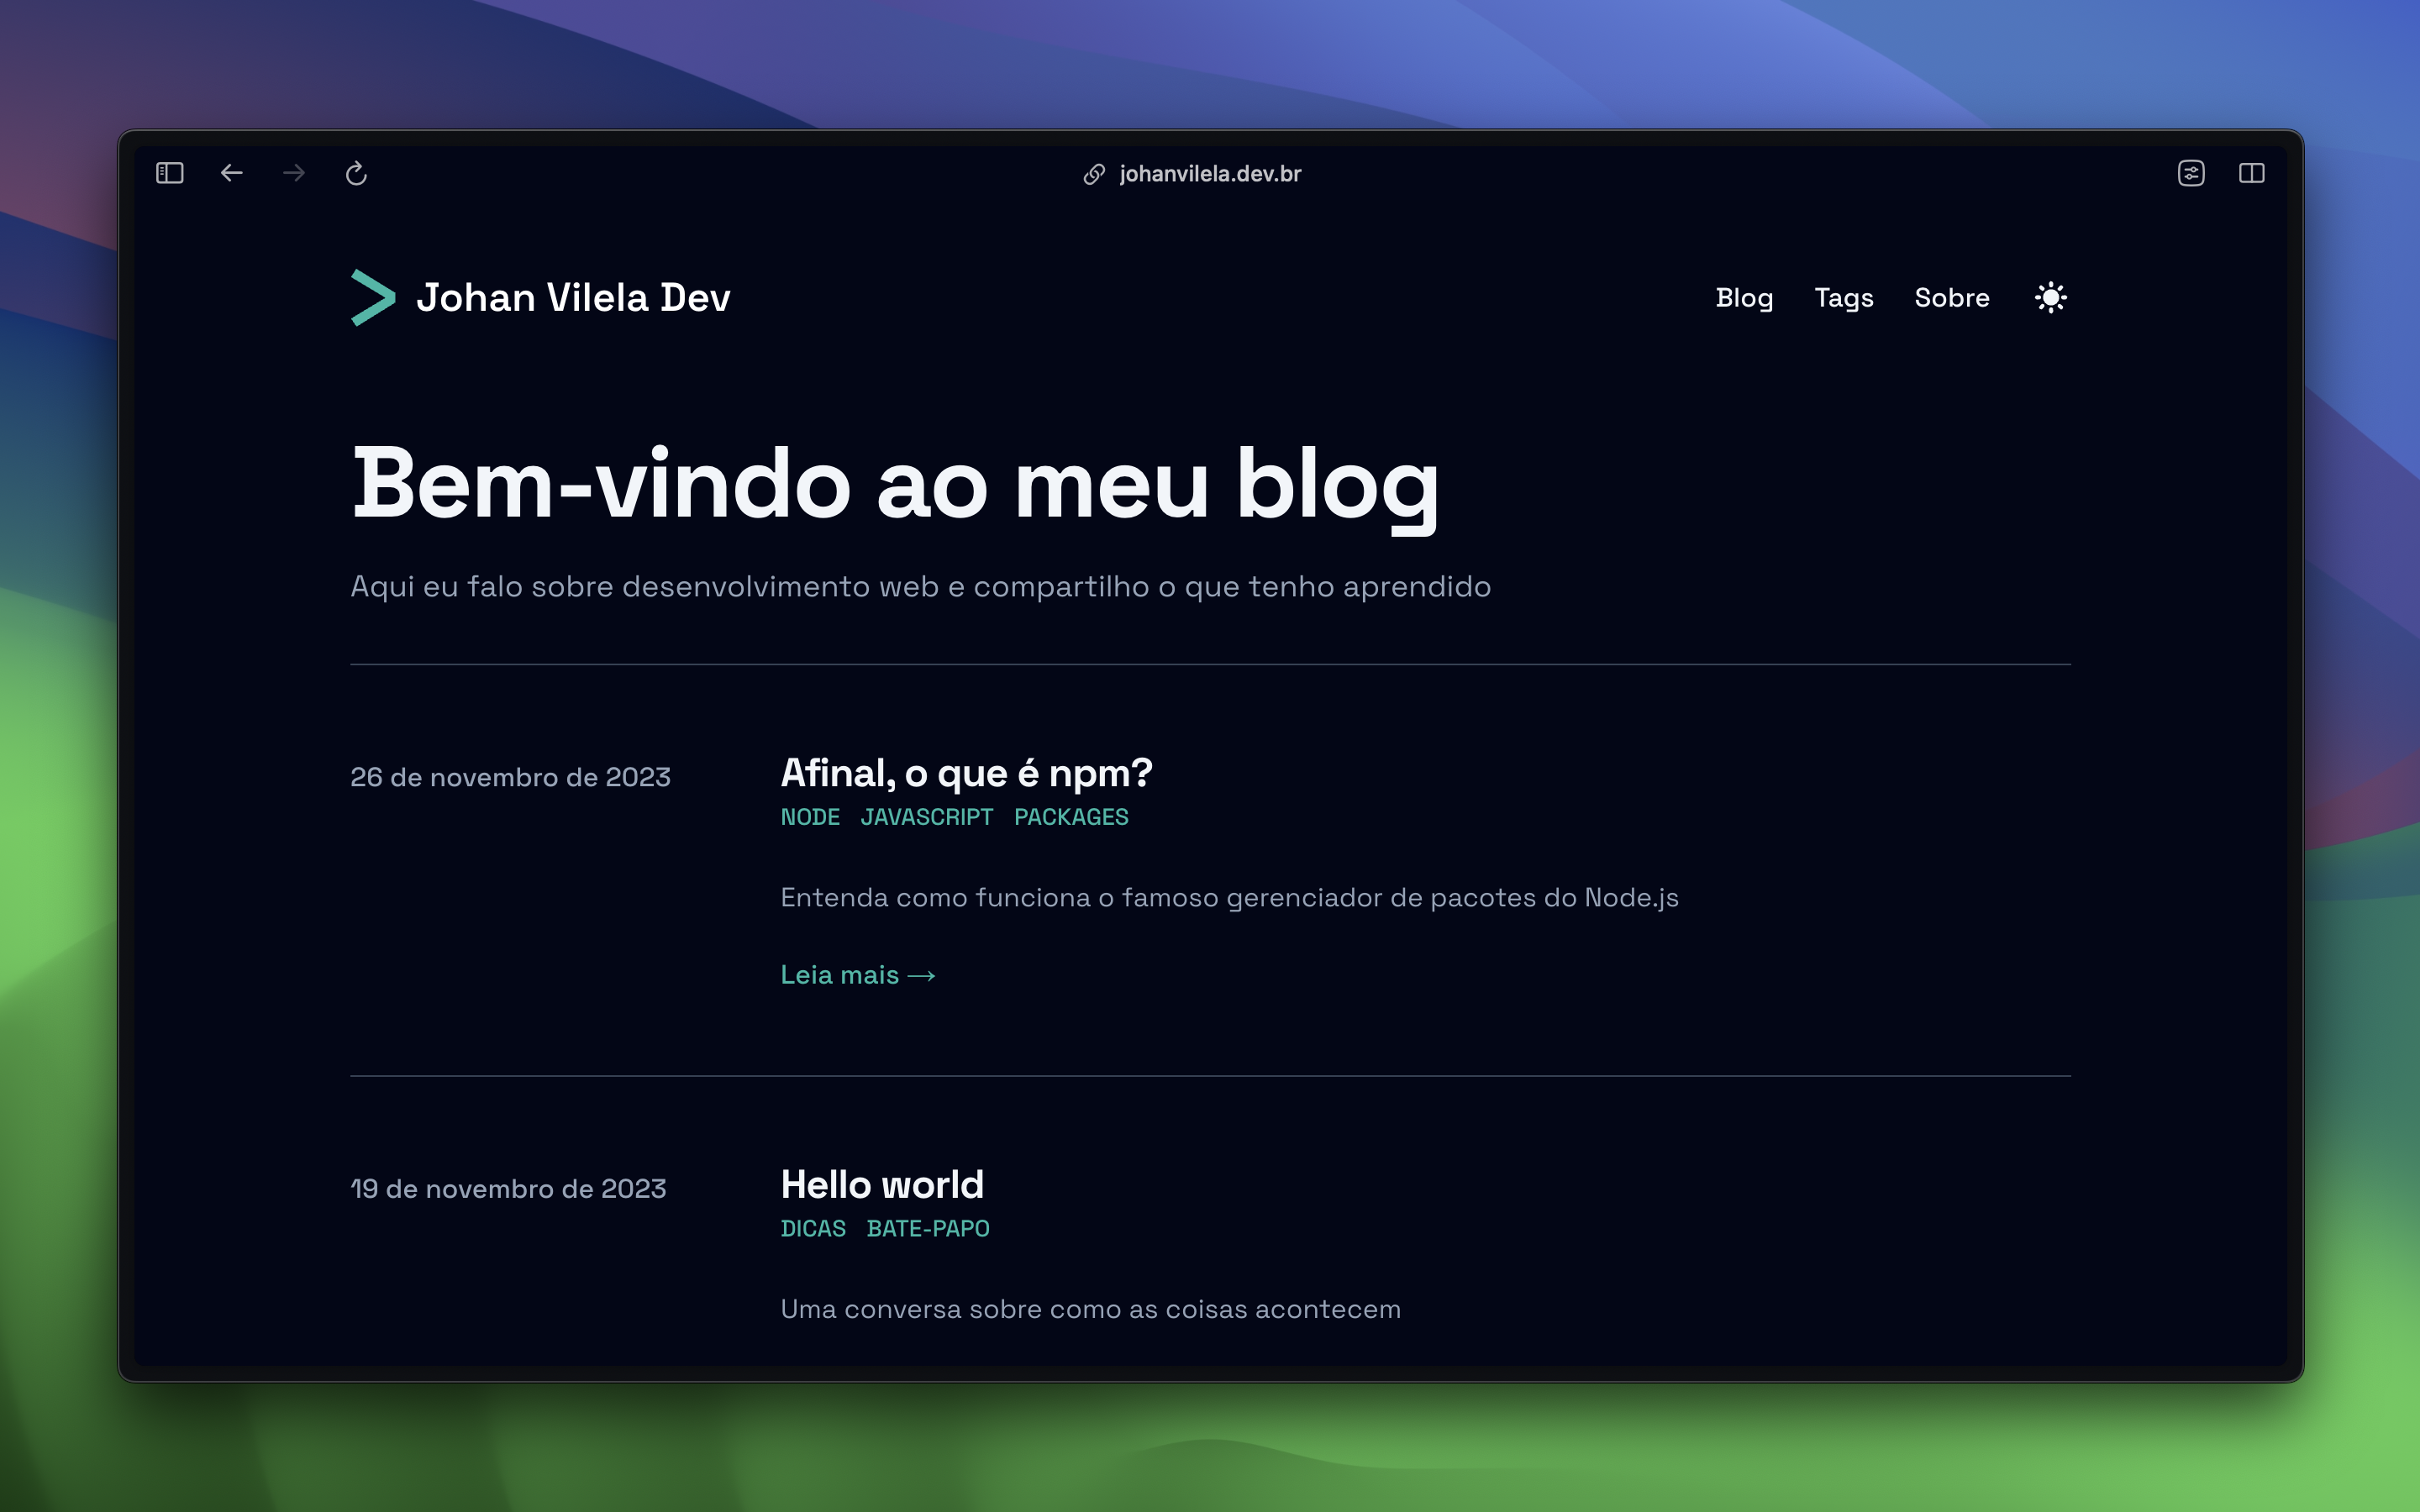 johanvilela.dev.br
Johan Vilela Dev
Blog Tags Sobre
Bem-vindo ao meu blog
Aqui eu falo sobre desenvolvimento web e compartilho o que tenho aprendido
26 de novembro de 2023
Afinal, o que é npm?
NODE JAVASCRIPT PACKAGES
Entenda como funciona o famoso gerenciador de pacotes do Node.js
Leia mais →
19 de novembro de 2023
Hello world
DICAS BATE-PAPO
Uma conversa sobre como as coisas acontecem